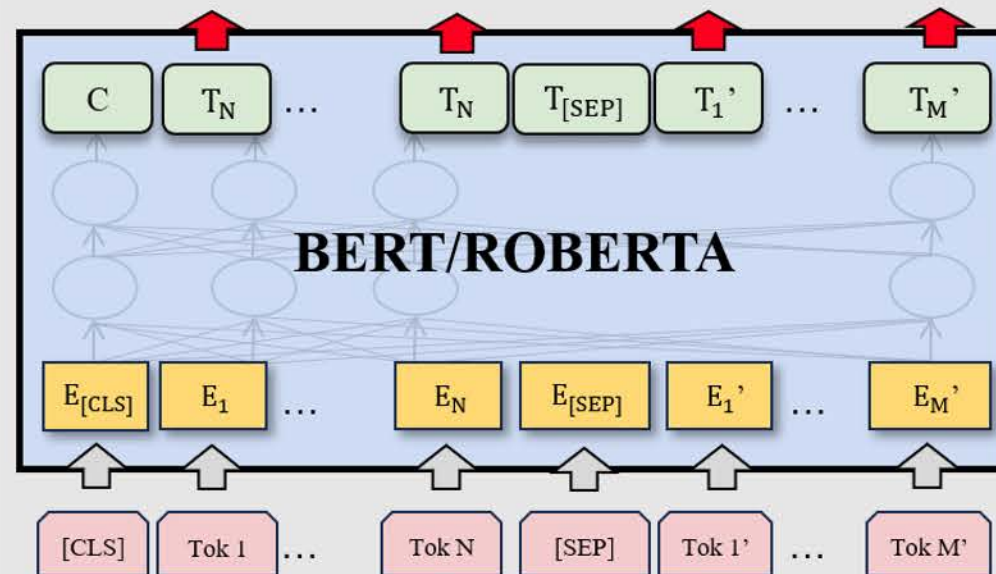 C T_N ... T_N T_[SEP] T_1' ... T_M'
BERT/ROBERTA
E_[CLS] E_1 ... E_N E_[SEP] E_1' ... E_M'
[CLS] Tok 1 ... Tok N [SEP] Tok 1' ... Tok M'